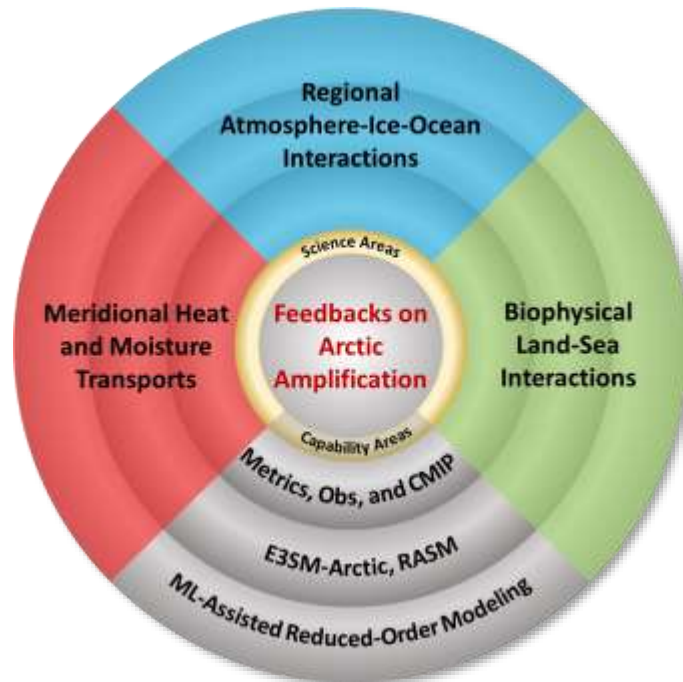 Regional
Atmosphere-Ice-Ocean
Interactions
Science Areas
Meridional Heat
and Moisture
Transports
Feedbacks on
Arctic
Amplification
Biophysical
Land-Sea
Interactions
Capability Areas
Metrics, Obs, and CMIP
E3SM-Arctic, RASM
ML-Assisted Reduced-Order Modeling